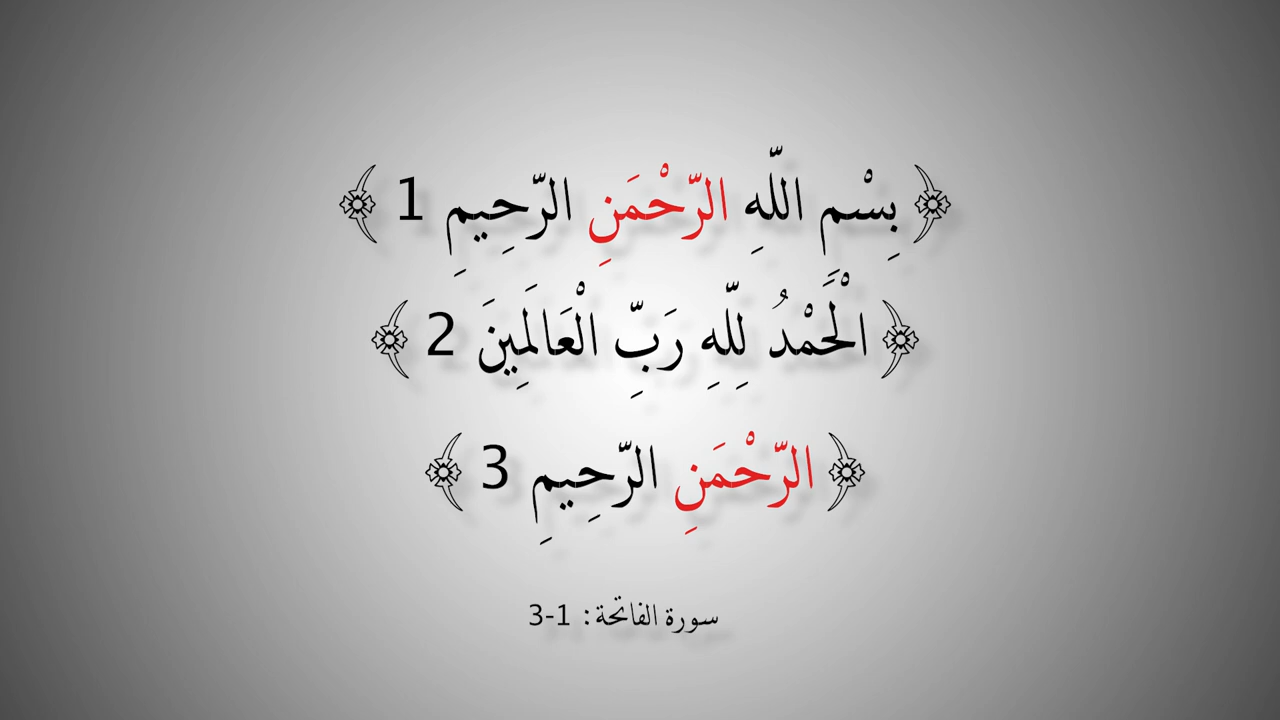 ﴿بِسْمِ اللّهِ الرَّحْمَنِ الرَّحِيمِ 1﴾
﴿الْحَمْدُ لِلّهِ رَبِّ الْعَالَمِينَ 2﴾
﴿الرَّحْمَنِ الرَّحِيمِ 3﴾
سورة الفاتحة: 1-3